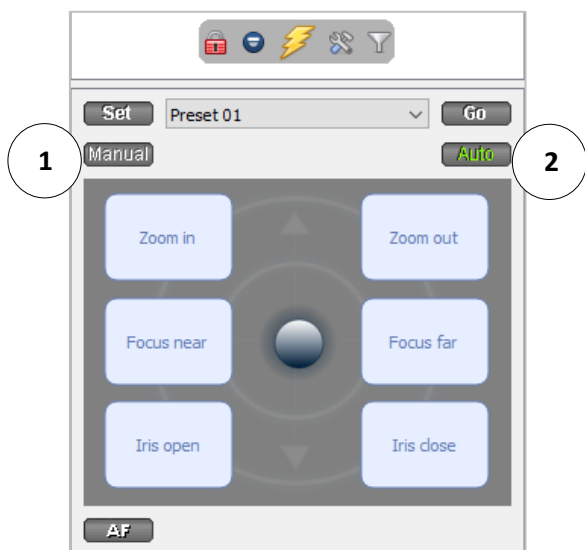 Set Preset 01 Go
1 Manual Auto 2
Zoom in Zoom out
Focus near Focus far
Iris open Iris close
AF